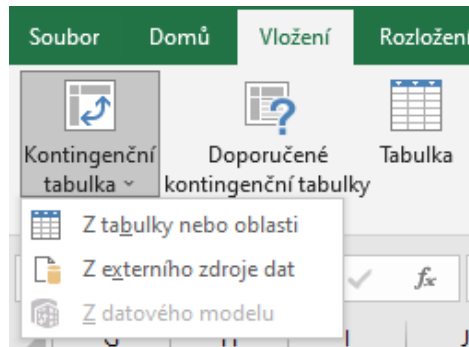 Soubor Domů Vložení Rozložení
Kontingenční tabulka
Doporučené kontingenční tabulky
Tabulka
Z tabulky nebo oblasti
Z externího zdroje dat
Z datového modelu
fx